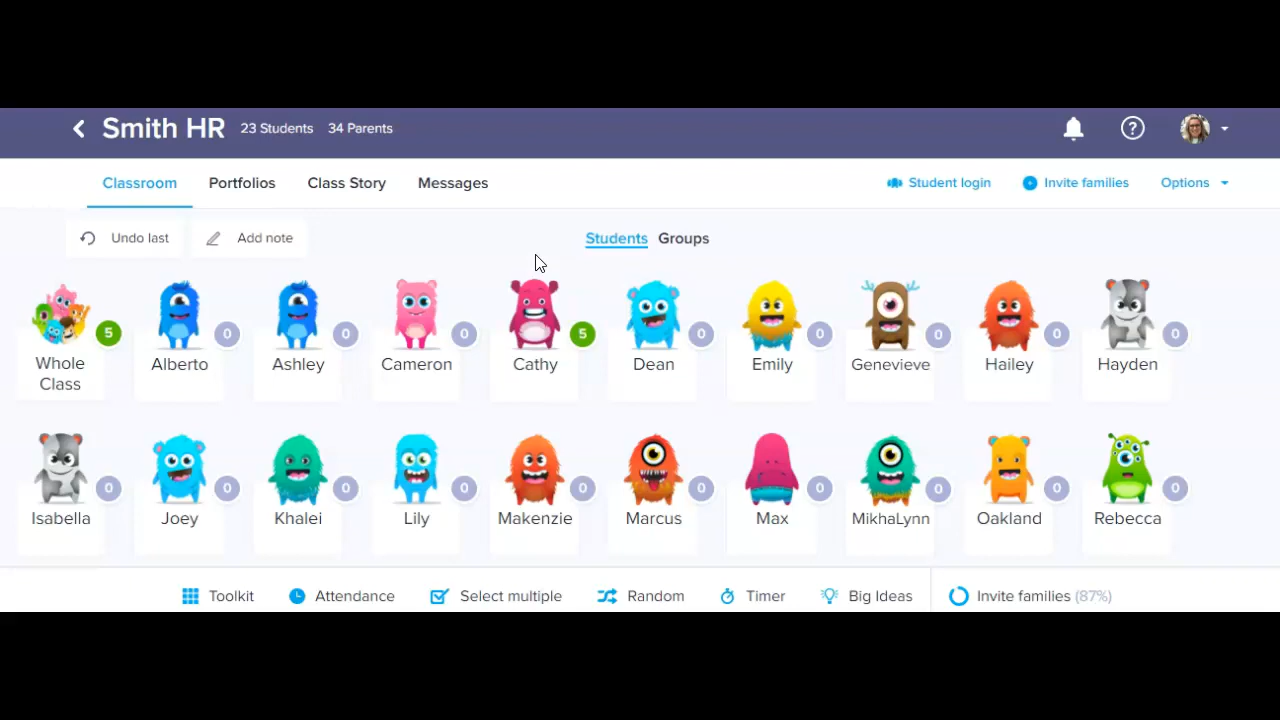 Smith HR 23 Students 34 Parents ?
Classroom Portfolios Class Story Messages Student login Invite families Options
Undo last Add note Students Groups
5 0 0 0 5 0 0 0 0 0
Whole Class Alberto Ashley Cameron Cathy Dean Emily Genevieve Hailey Hayden
0 0 0 0 0 0 0 0 0 0
Isabella Joey Khalei Lily Makenzie Marcus Max MikhaLynn Oakland Rebecca
Toolkit Attendance Select multiple Random Timer Big Ideas Invite families (87%)